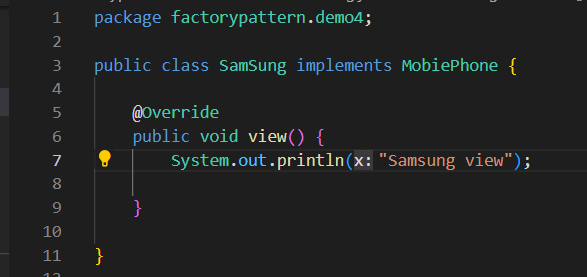 1 package factorypattern.demo4;
2
3 public class SamSung implements MobiePhone {
4
5 @Override
6 public void view() {
7 System.out.println(x: "Samsung view");
8
9 }
10
11 }